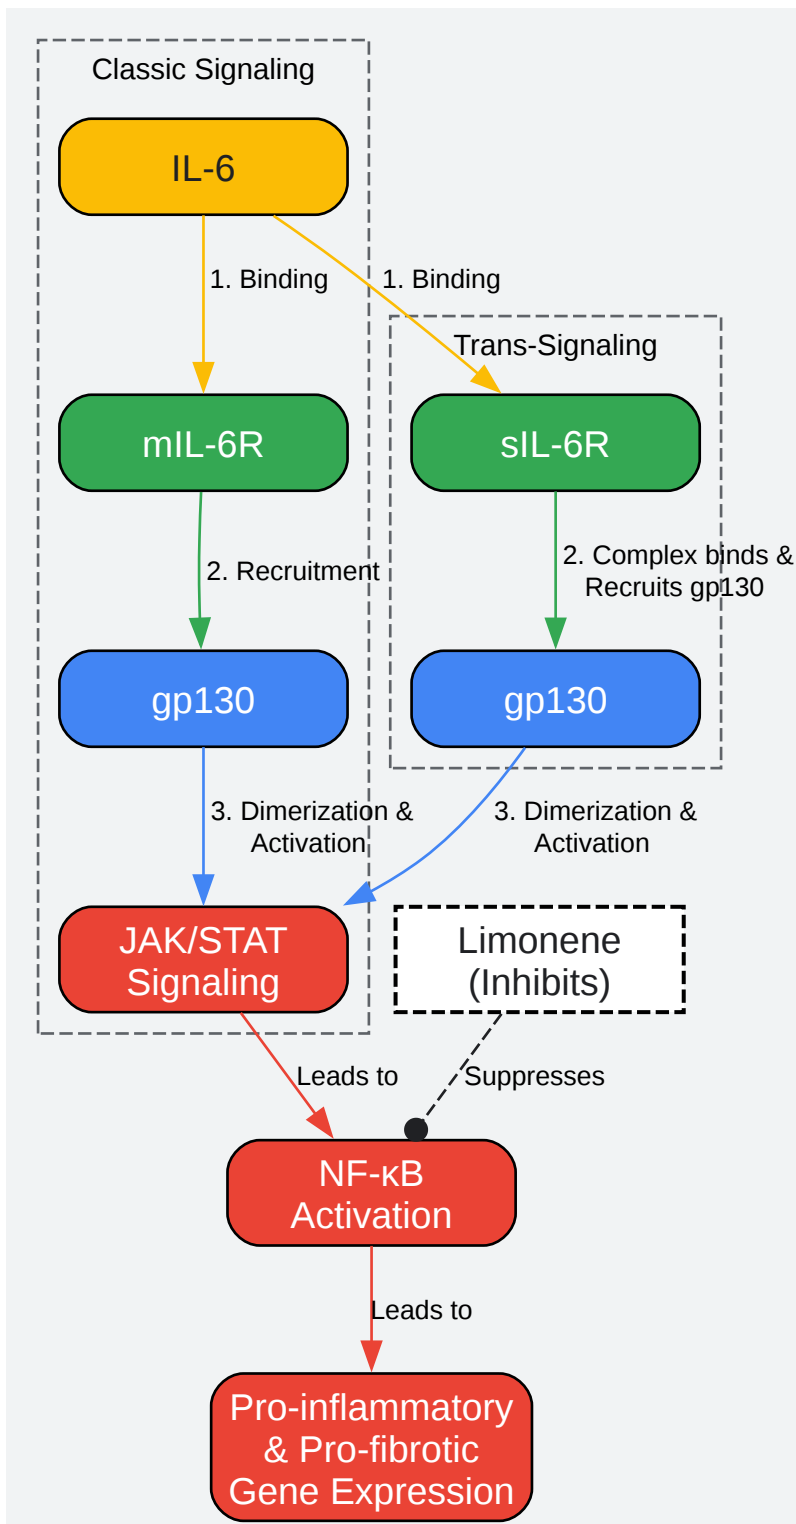 Classic Signaling
IL-6
1. Binding
1. Binding
Trans-Signaling
mIL-6R
sIL-6R
2. Recruitment
2. Complex binds &
Recruits gp130
gp130
gp130
3. Dimerization &
Activation
3. Dimerization &
Activation
JAK/STAT
Signaling
Limonene
(Inhibits)
Leads to
Suppresses
NF-κB
Activation
Leads to
Pro-inflammatory
& Pro-fibrotic
Gene Expression